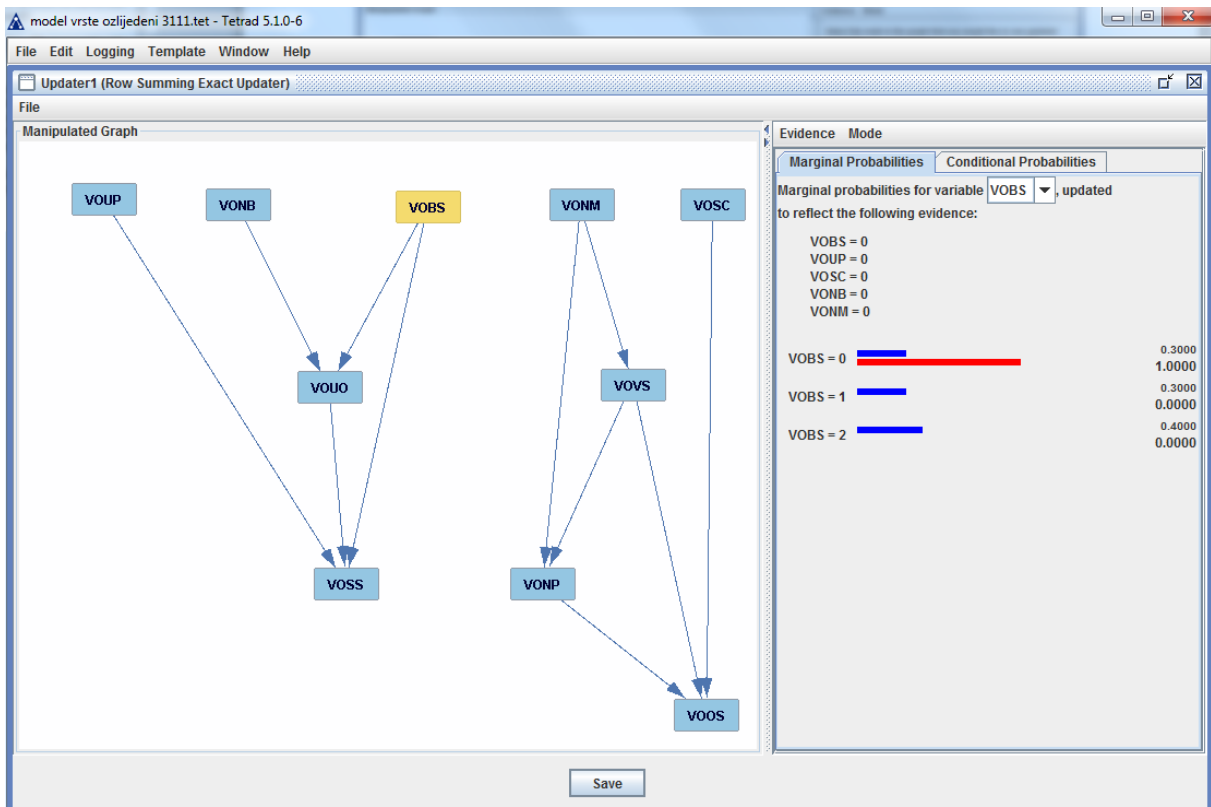 model vrste ozlijedeni 3111.tet - Tetrad 5.1.0-6
File Edit Logging Template Window Help
Updater1 (Row Summing Exact Updater)
File
Manipulated Graph
VOUP
VONB
VOBS
VONM
VOSC
VOUO
VOVS
VOSS
VONP
VOOS
Evidence Mode
Marginal Probabilities Conditional Probabilities
Marginal probabilities for variable VOBS , updated
to reflect the following evidence:
VOBS = 0
VOUP = 0
VOSC = 0
VONB = 0
VONM = 0
VOBS = 0 0.3000
1.0000
VOBS = 1 0.3000
0.0000
VOBS = 2 0.4000
0.0000
Save